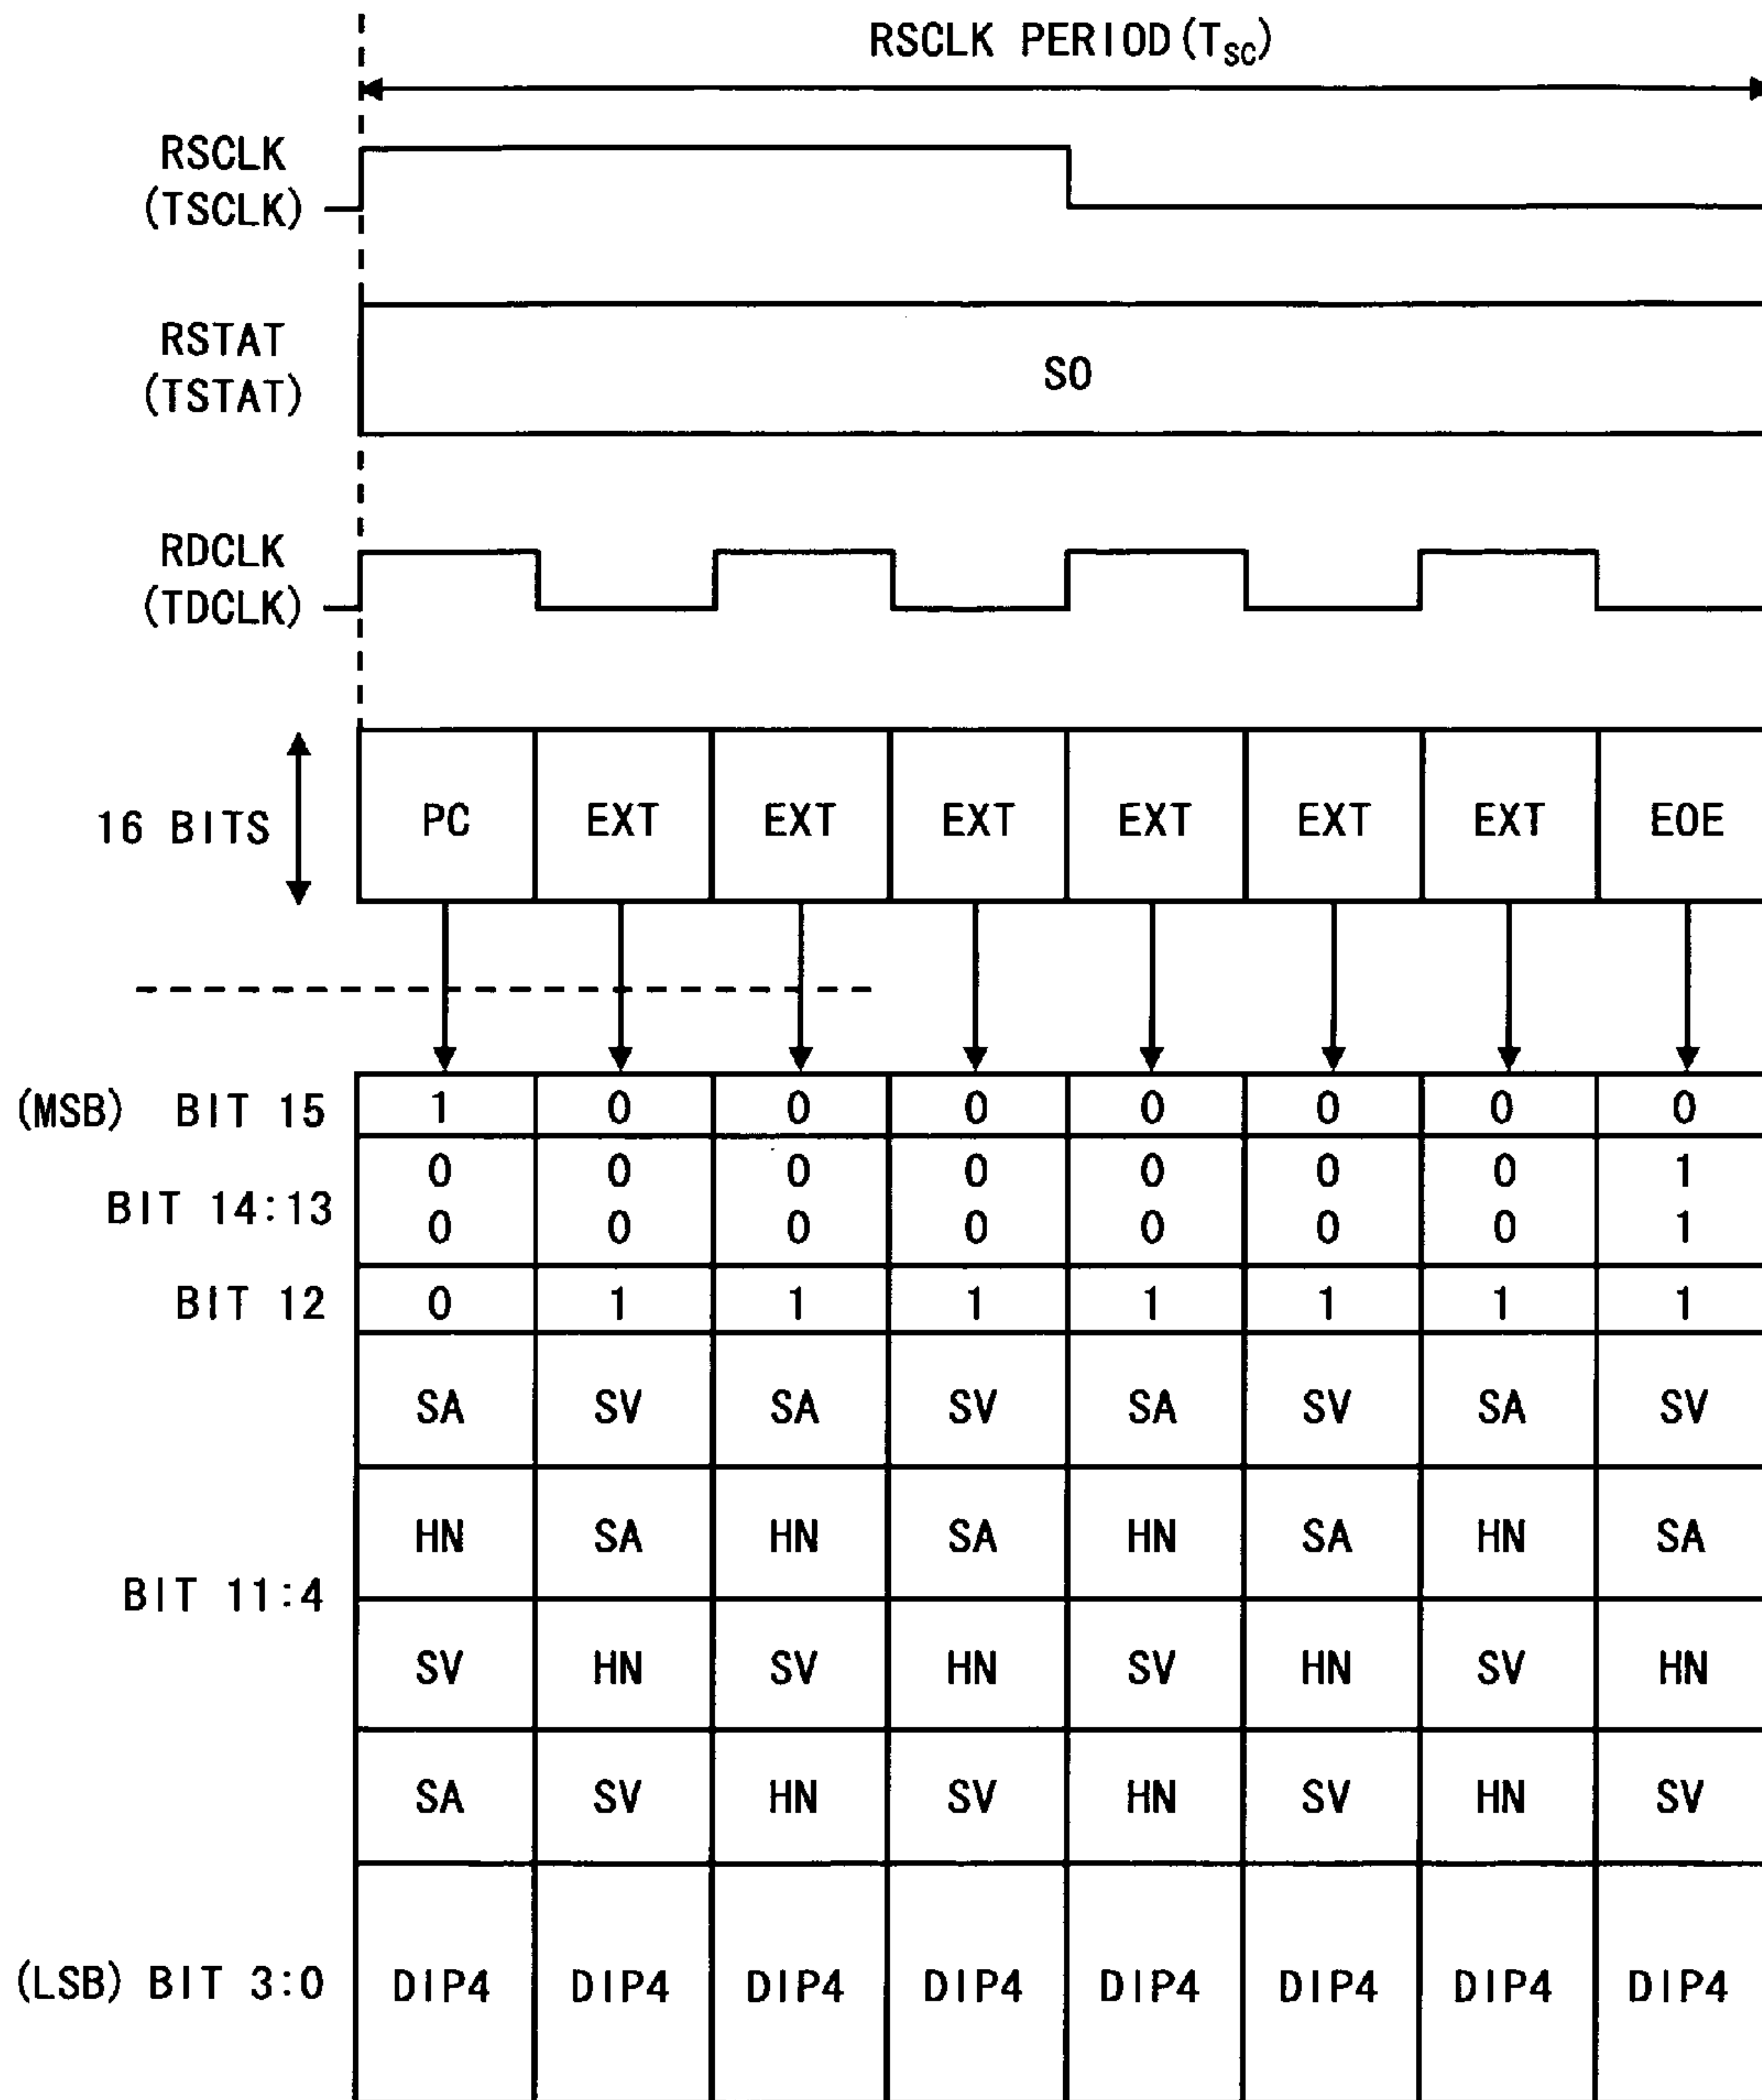 RSCLK PERIOD(TSC)
RSCLK
(TSCLK)
RSTAT
(TSTAT)
S0
RDCLK
(TDCLK)
16 BITS
PC EXT EXT EXT EXT EXT EXT EOE
(MSB) BIT 15 1 0 0 0 0 0 0 0
BIT 14:13
0 0 0 0 0 0 0 1
0 0 0 0 0 0 0 1
BIT 12 0 1 1 1 1 1 1 1
BIT 11:4
SA SV SA SV SA SV SA SV
HN SA HN SA HN SA HN SA
SV HN SV HN SV HN SV HN
SA SV HN SV HN SV HN SV
(LSB) BIT 3:0 DIP4 DIP4 DIP4 DIP4 DIP4 DIP4 DIP4 DIP4